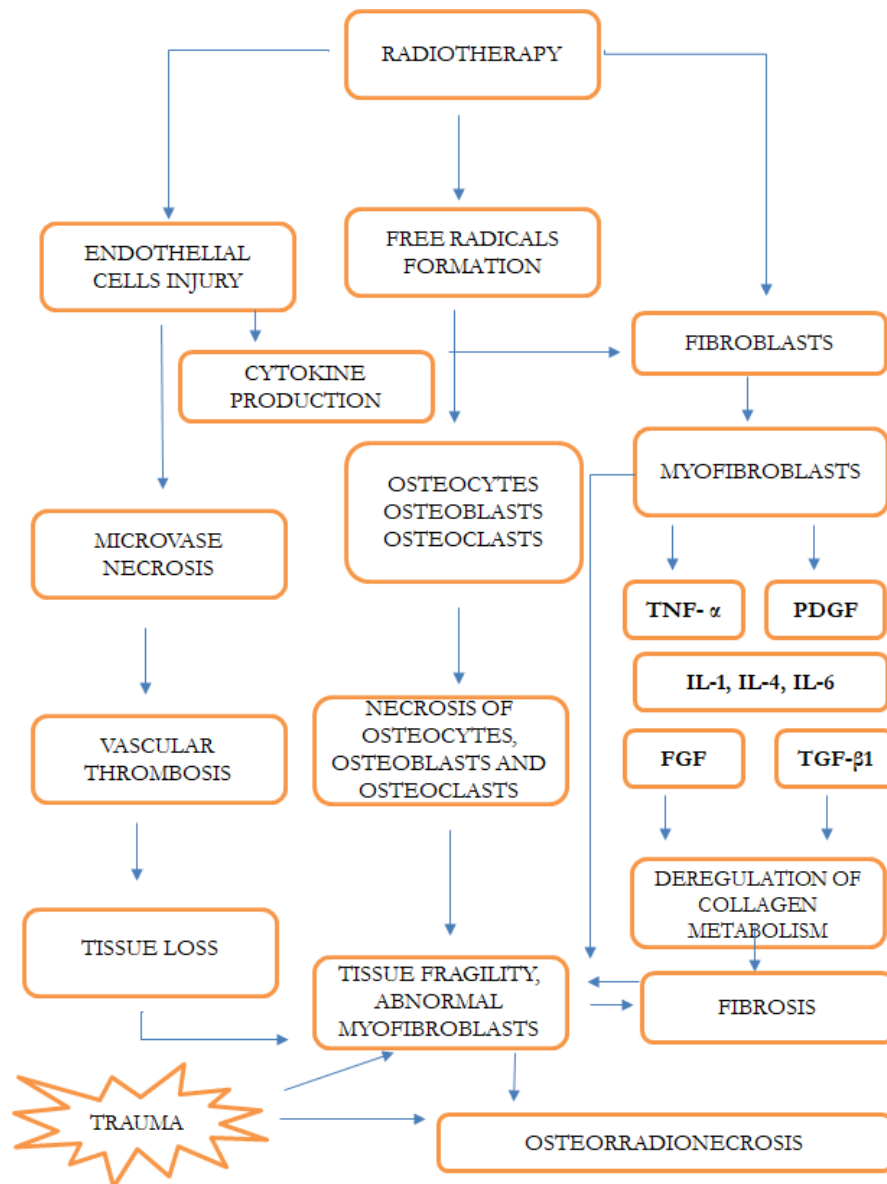 RADIOTHERAPY
ENDOTHELIAL
CELLS INJURY
FREE RADICALS
FORMATION
CYTOKINE
PRODUCTION
FIBROBLASTS
MYOFIBROBLASTS
OSTEOCYTES
OSTEOBLASTS
OSTEOCLASTS
MICROVASE
NECROSIS
TNF- α
PDGF
IL-1, IL-4, IL-6
NECROSIS OF
OSTEOCYTES,
OSTEOBLASTS AND
OSTEOCLASTS
VASCULAR
THROMBOSIS
FGF
TGF-β1
DEREGULATION OF
COLLAGEN
METABOLISM
TISSUE LOSS
TISSUE FRAGILITY,
ABNORMAL
MYOFIBROBLASTS
FIBROSIS
TRAUMA
OSTEORRADIONECROSIS